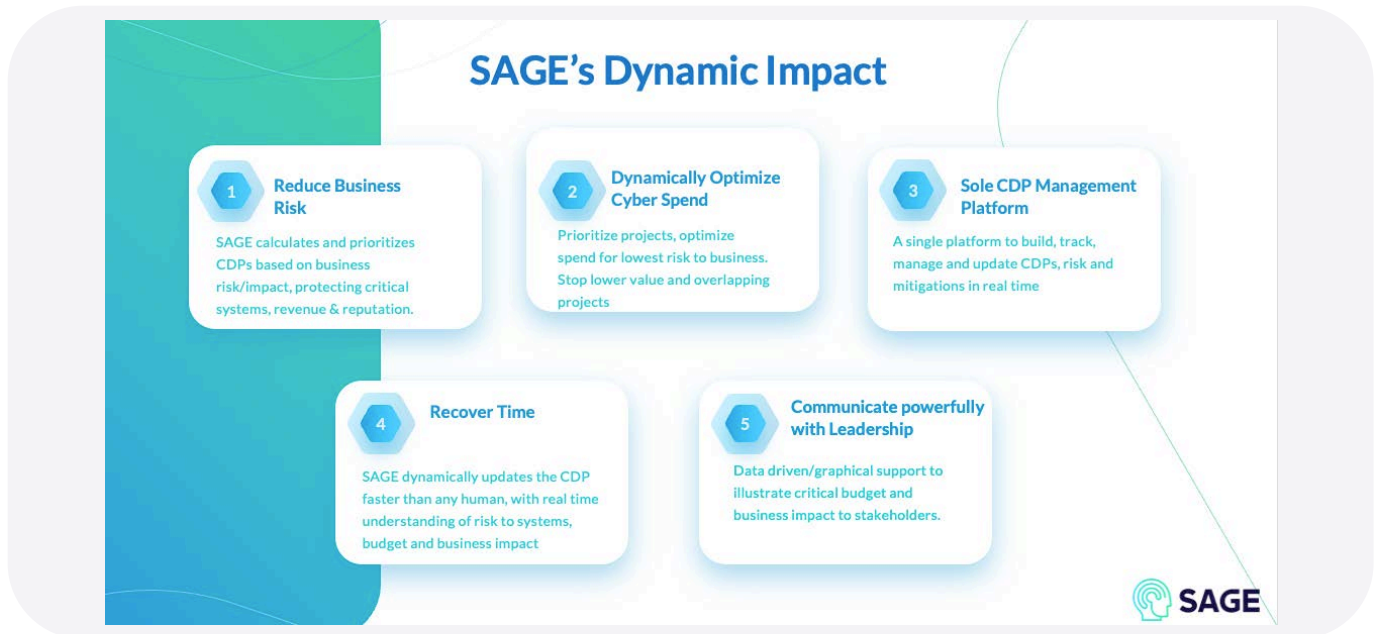 SAGE's Dynamic Impact
1
Reduce Business
Risk
SAGE calculates and prioritizes
CDPs based on business
risk/impact, protecting critical
systems, revenue & reputation.
2
Dynamically Optimize
Cyber Spend
Prioritize projects, optimize
spend for lowest risk to business.
Stop lower value and overlapping
projects
3
Sole CDP Management
Platform
A single platform to build, track,
manage and update CDPs, risk and
mitigations in real time
4
Recover Time
SAGE dynamically updates the CDP
faster than any human, with real time
understanding of risk to systems,
budget and business impact
5
Communicate powerfully
with Leadership
Data driven/graphical support to
illustrate critical budget and
business impact to stakeholders.
SAGE